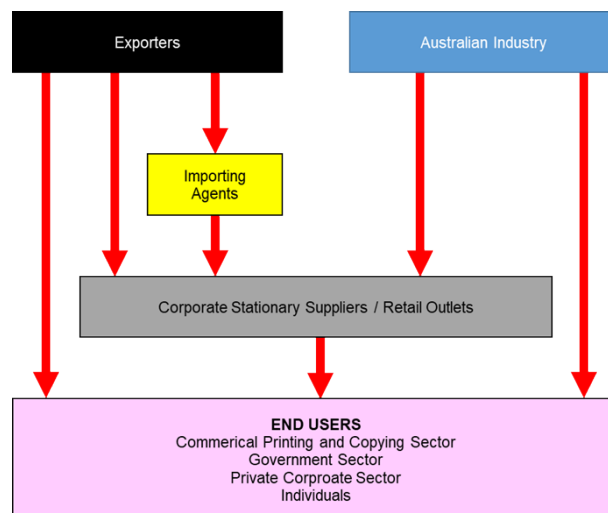 Exporters
Australian Industry
Importing
Agents
Corporate Stationary Suppliers / Retail Outlets
END USERS
Commerical Printing and Copying Sector
Government Sector
Private Corproate Sector
Individuals